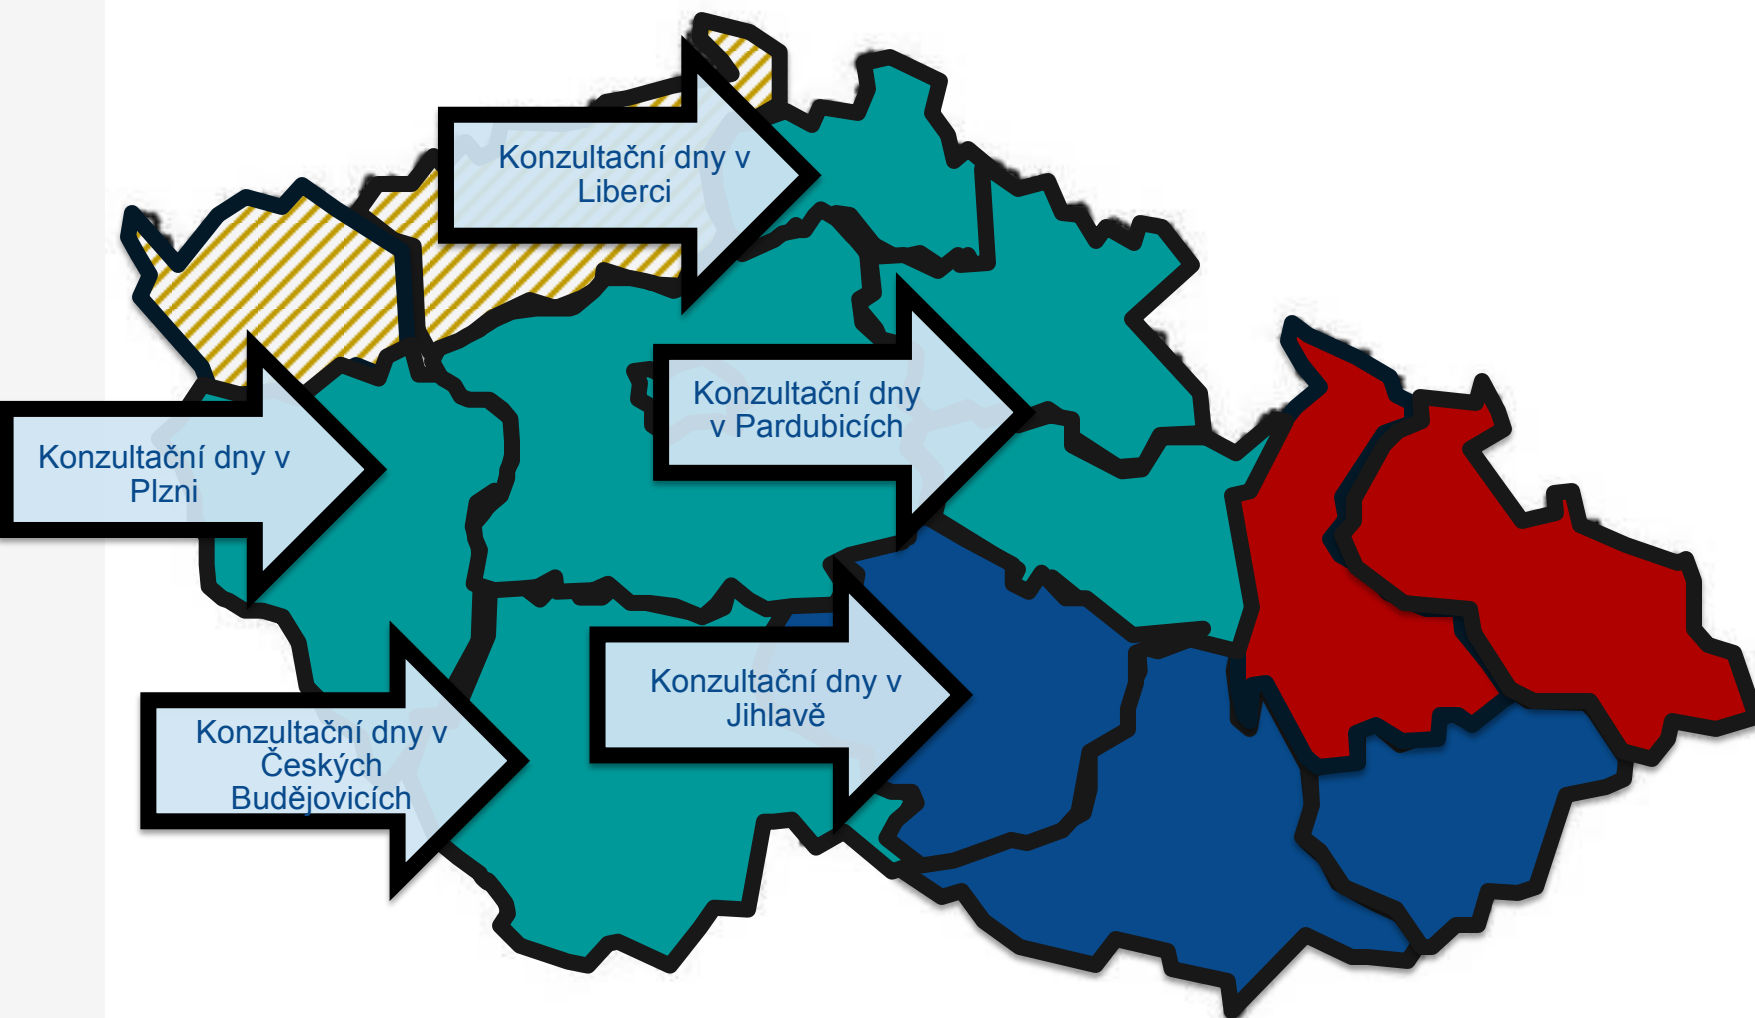 Konzultační dny v
Liberci
Konzultační dny
v Pardubicích
Konzultační dny v
Plzni
Konzultační dny v
Jihlavě
Konzultační dny v
Českých
Budějovicích